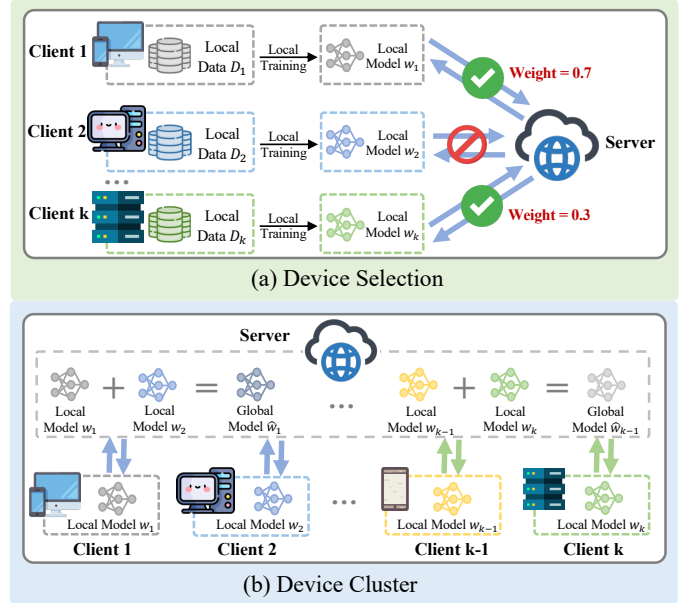 Client 1
Local
Data D₁
Local
Training
Local
Model w₁
Weight = 0.7
Client 2
Local
Data D₂
Local
Training
Local
Model w₂
Server
...
Client k
Local
Data Dₖ
Local
Training
Local
Model wₖ
Weight = 0.3
(a) Device Selection
Server
+ = ... + =
Local
Model w₁
Local
Model w₂
Global
Model ŵ₁
Local
Model wₖ₋₁
Local
Model wₖ
Global
Model ŵₖ₋₁
Local Model w₁
Local Model w₂
...
Local Model wₖ₋₁
Local Model wₖ
Client 1
Client 2
Client k-1
Client k
(b) Device Cluster